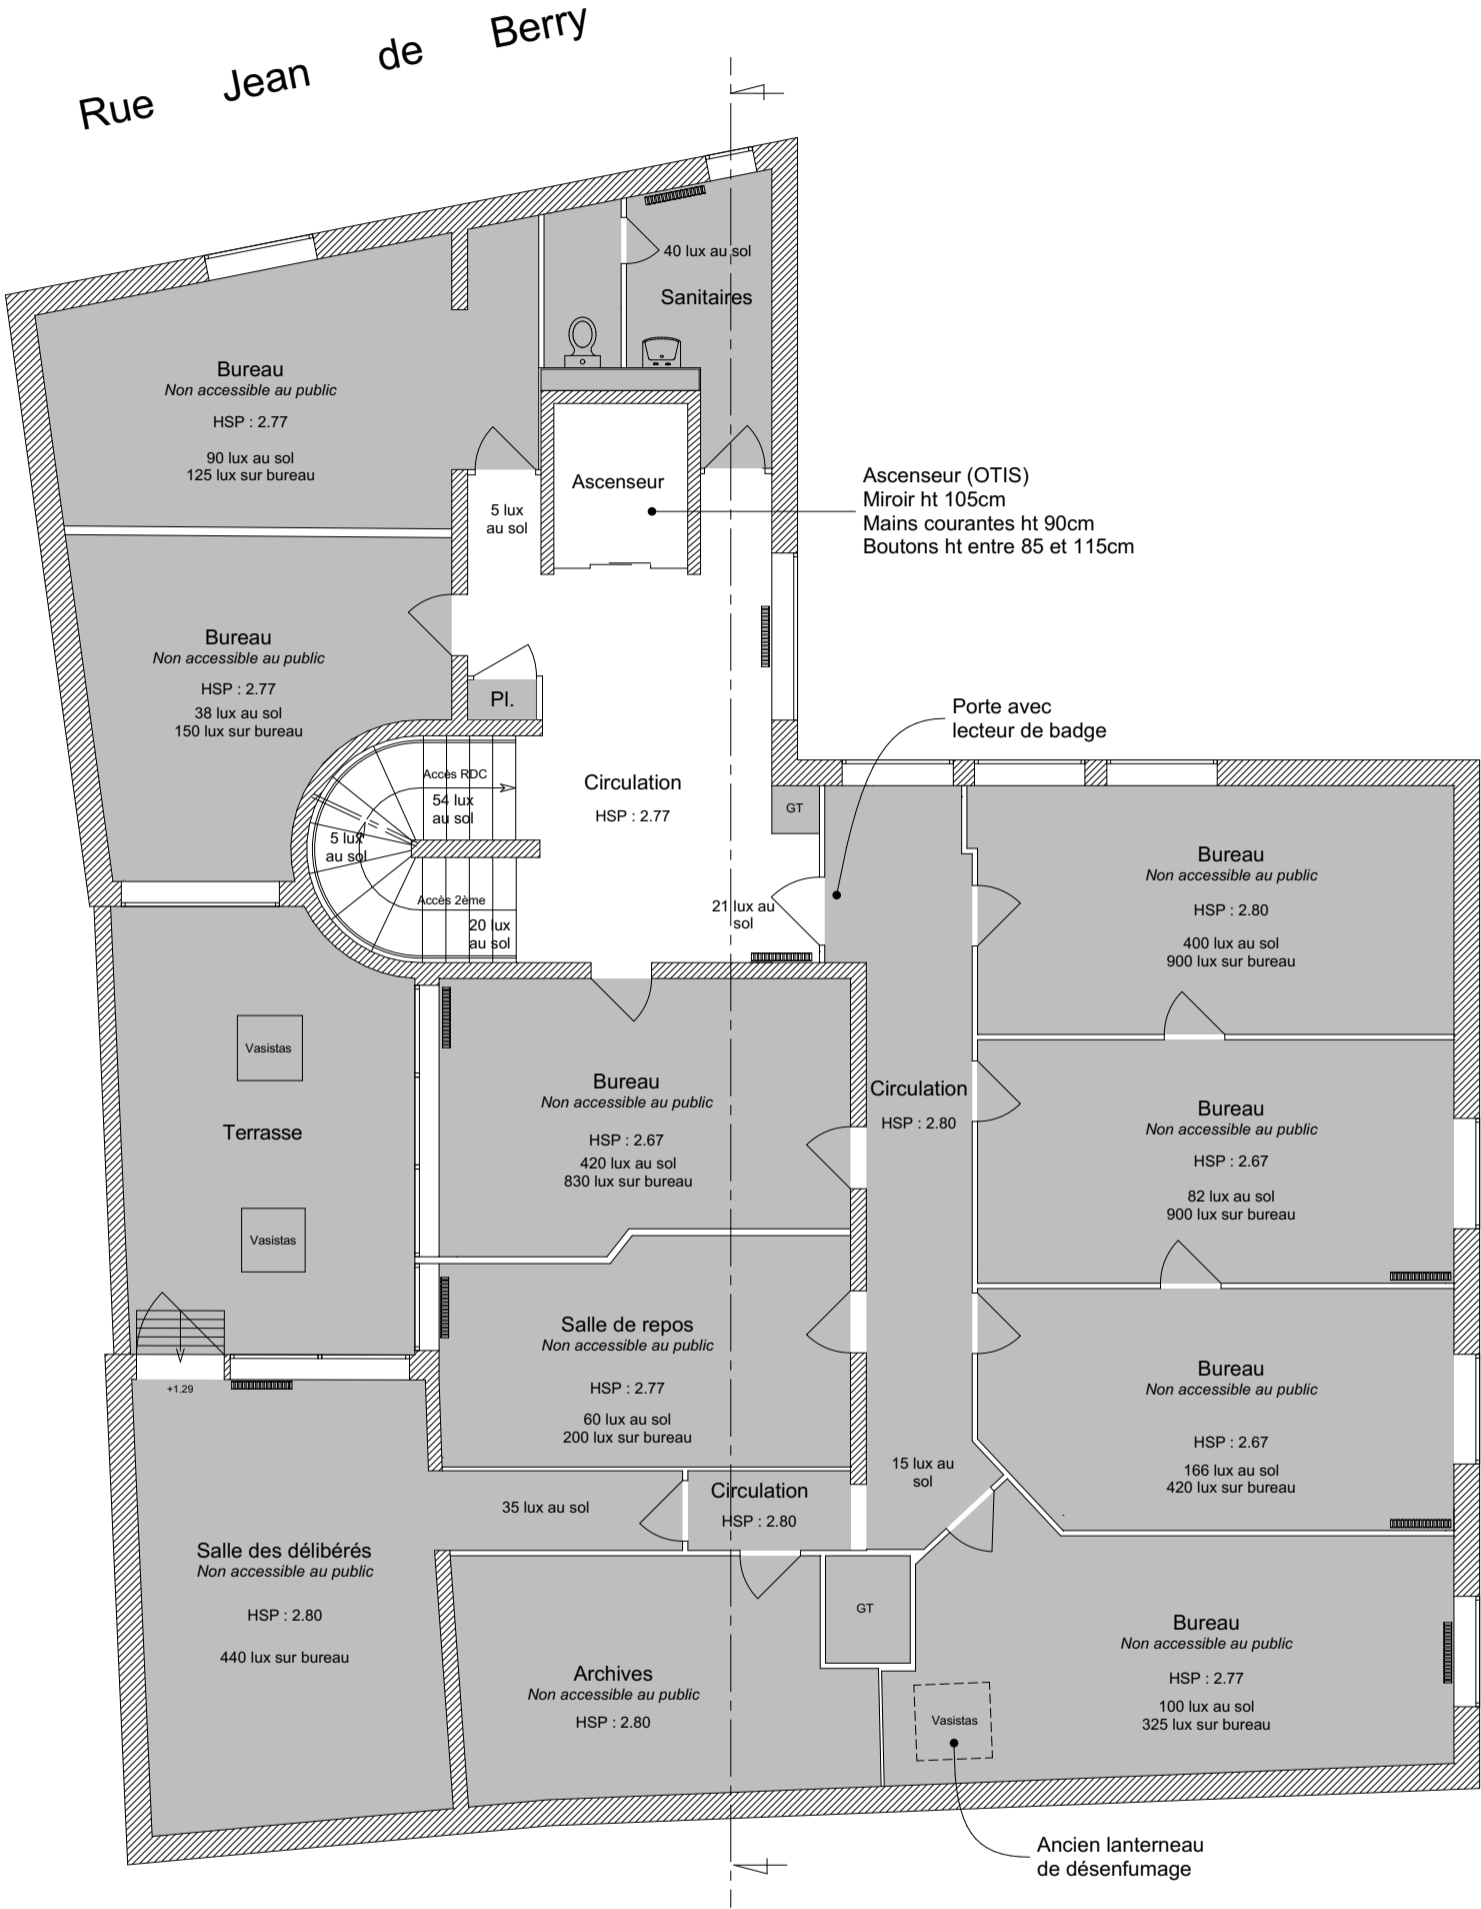 Rue Jean de Berry
40 lux au sol
Sanitaires
Bureau
Non accessible au public
HSP : 2.77
90 lux au sol
125 lux sur bureau
Ascenseur
5 lux
au sol
Ascenseur (OTIS)
Miroir ht 105cm
Mains courantes ht 90cm
Boutons ht entre 85 et 115cm
Bureau
Non accessible au public
HSP : 2.77
38 lux au sol
150 lux sur bureau
Pl.
Porte avec
lecteur de badge
Accès RDC
54 lux
au sol
5 lux
au sol
Accès 2ème
20 lux
au sol
Circulation
HSP : 2.77
GT
21 lux au
sol
Bureau
Non accessible au public
HSP : 2.80
400 lux au sol
900 lux sur bureau
Vasistas
Terrasse
Vasistas
+1.29
Bureau
Non accessible au public
HSP : 2.67
420 lux au sol
830 lux sur bureau
Circulation
HSP : 2.80
Bureau
Non accessible au public
HSP : 2.67
82 lux au sol
900 lux sur bureau
Salle de repos
Non accessible au public
HSP : 2.77
60 lux au sol
200 lux sur bureau
Bureau
Non accessible au public
HSP : 2.67
166 lux au sol
420 lux sur bureau
15 lux au
sol
35 lux au sol
Circulation
HSP : 2.80
Salle des délibérés
Non accessible au public
HSP : 2.80
440 lux sur bureau
Archives
Non accessible au public
HSP : 2.80
GT
Bureau
Non accessible au public
HSP : 2.77
100 lux au sol
325 lux sur bureau
Vasistas
Ancien lanterneau
de désenfumage